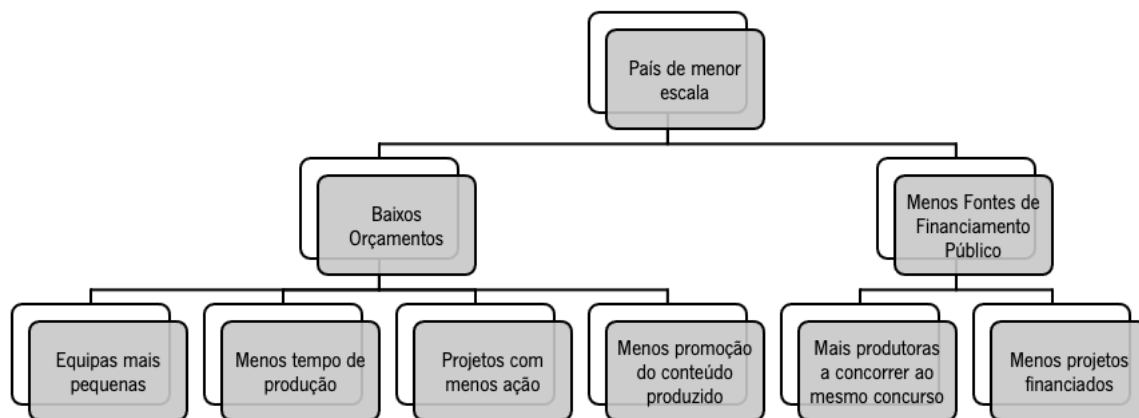 País de menor
escala
Baixos
Orçamentos
Menos Fontes de
Financiamento
Público
Equipas mais
pequenas
Menos tempo de
produção
Projetos com
menos ação
Menos promoção
do conteúdo
produzido
Mais produtoras
a concorrer ao
mesmo concurso
Menos projetos
financiados